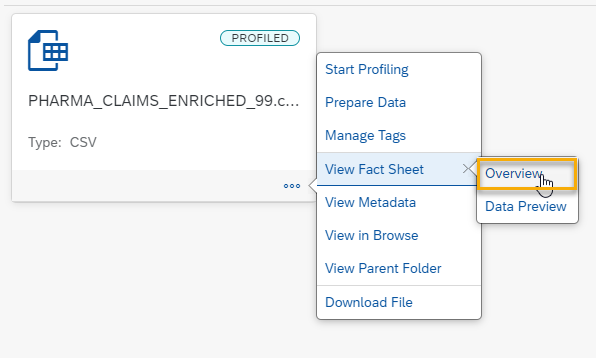 PROFILED
PHARMA_CLAIMS_ENRICHED_99.c...
Type: CSV
Start Profiling
Prepare Data
Manage Tags
View Fact Sheet
Overview
Data Preview
View Metadata
View in Browse
View Parent Folder
Download File